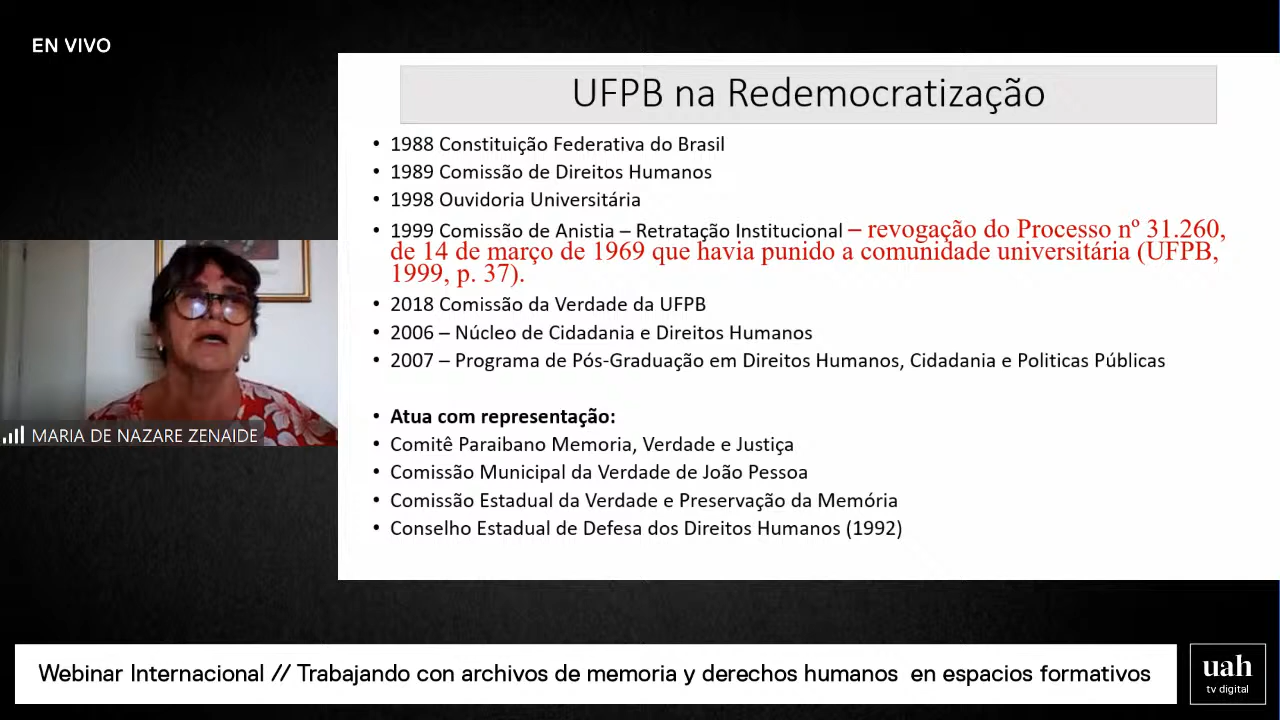 EN VIVO
UFPB na Redemocratização
• 1988 Constituição Federativa do Brasil
• 1989 Comissão de Direitos Humanos
• 1998 Ouvidoria Universitária
• 1999 Comissão de Anistia – Retratação Institucional – revogação do Processo nº 31.260,
de 14 de março de 1969 que havia punido a comunidade universitária (UFPB,
1999, p. 37).
• 2018 Comissão da Verdade da UFPB
• 2006 – Núcleo de Cidadania e Direitos Humanos
• 2007 – Programa de Pós-Graduação em Direitos Humanos, Cidadania e Politicas Públicas
• Atua com representação:
• Comitê Paraibano Memoria, Verdade e Justiça
• Comissão Municipal da Verdade de João Pessoa
• Comissão Estadual da Verdade e Preservação da Memória
• Conselho Estadual de Defesa dos Direitos Humanos (1992)
MARIA DE NAZARE ZENAIDE
Webinar Internacional // Trabajando con archivos de memoria y derechos humanos en espacios formativos
uah
tv digital